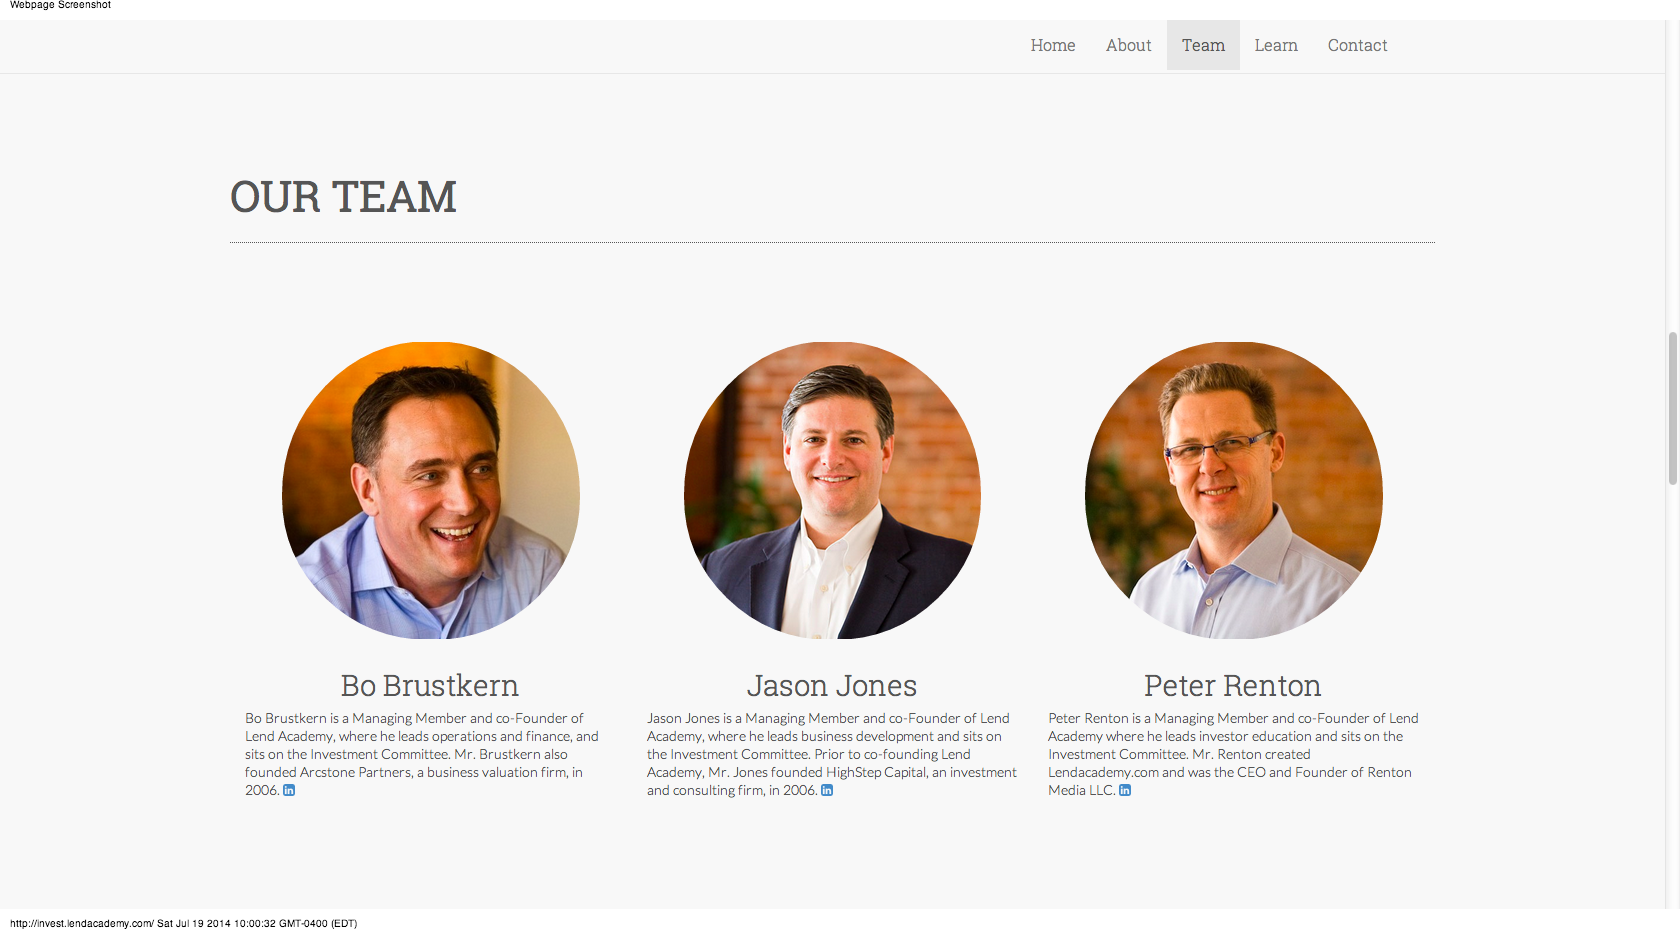 Webpage Screenshot
Home About Team Learn Contact
OUR TEAM
Bo Brustkern
Bo Brustkern is a Managing Member and co-Founder of
Lend Academy, where he leads operations and finance, and
sits on the Investment Committee. Mr. Brustkern also
founded Arcstone Partners, a business valuation firm, in
2006. in
Jason Jones
Jason Jones is a Managing Member and co-Founder of Lend
Academy, where he leads business development and sits on
the Investment Committee. Prior to co-founding Lend
Academy, Mr. Jones founded HighStep Capital, an investment
and consulting firm, in 2006. in
Peter Renton
Peter Renton is a Managing Member and co-Founder of Lend
Academy where he leads investor education and sits on the
Investment Committee. Mr. Renton created
Lendacademy.com and was the CEO and Founder of Renton
Media LLC. in
http://invest.lendacademy.com/ Sat Jul 19 2014 10:00:32 GMT-0400 (EDT)